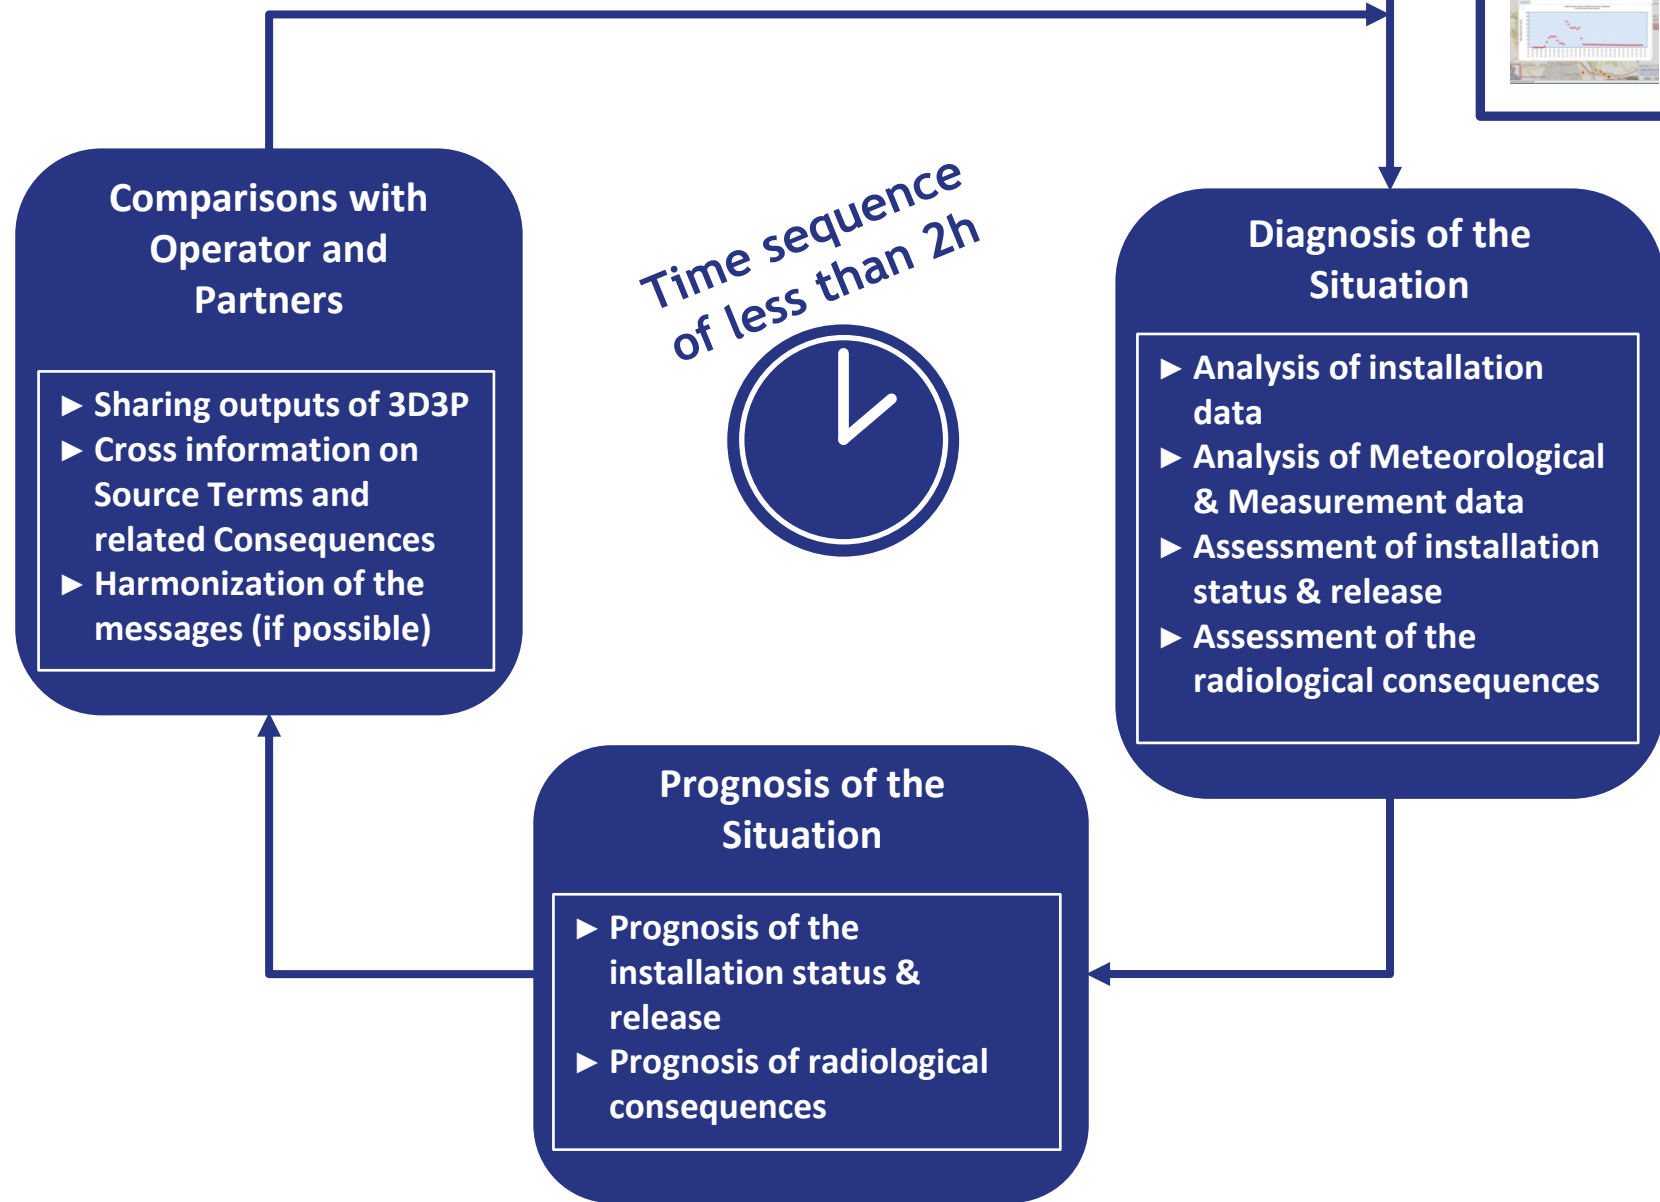 Comparisons with
Operator and
Partners
► Sharing outputs of 3D3P
► Cross information on
Source Terms and
related Consequences
► Harmonization of the
messages (if possible)
Time sequence
of less than 2h
Diagnosis of the
Situation
► Analysis of installation
data
► Analysis of Meteorological
& Measurement data
► Assessment of installation
status & release
► Assessment of the
radiological consequences
Prognosis of the
Situation
► Prognosis of the
installation status &
release
► Prognosis of radiological
consequences